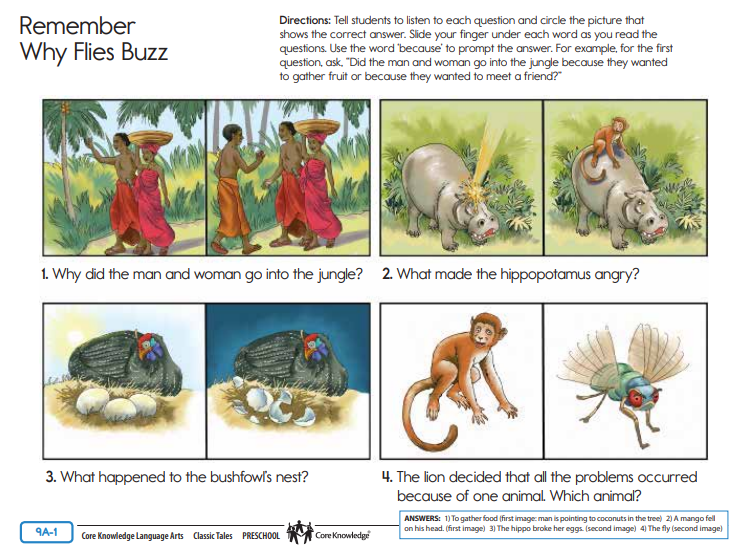 Remember
Why Flies Buzz
Directions: Tell students to listen to each question and circle the picture that
shows the correct answer. Slide your finger under each word as you read the
questions. Use the word 'because' to prompt the answer. For example, for the first
question, ask, "Did the man and woman go into the jungle because they wanted
to gather fruit or because they wanted to meet a friend?"
1. Why did the man and woman go into the jungle?
2. What made the hippopotamus angry?
3. What happened to the bushfowl's nest?
4. The lion decided that all the problems occurred
because of one animal. Which animal?
9A-1
Core Knowledge Language Arts Classic Tales PRESCHOOL Core Knowledge®
ANSWERS: 1) To gather food (first image: man is pointing to coconuts in the tree) 2) A mango fell
on his head. (first image) 3) The hippo broke her eggs. (second image) 4) The fly (second image)